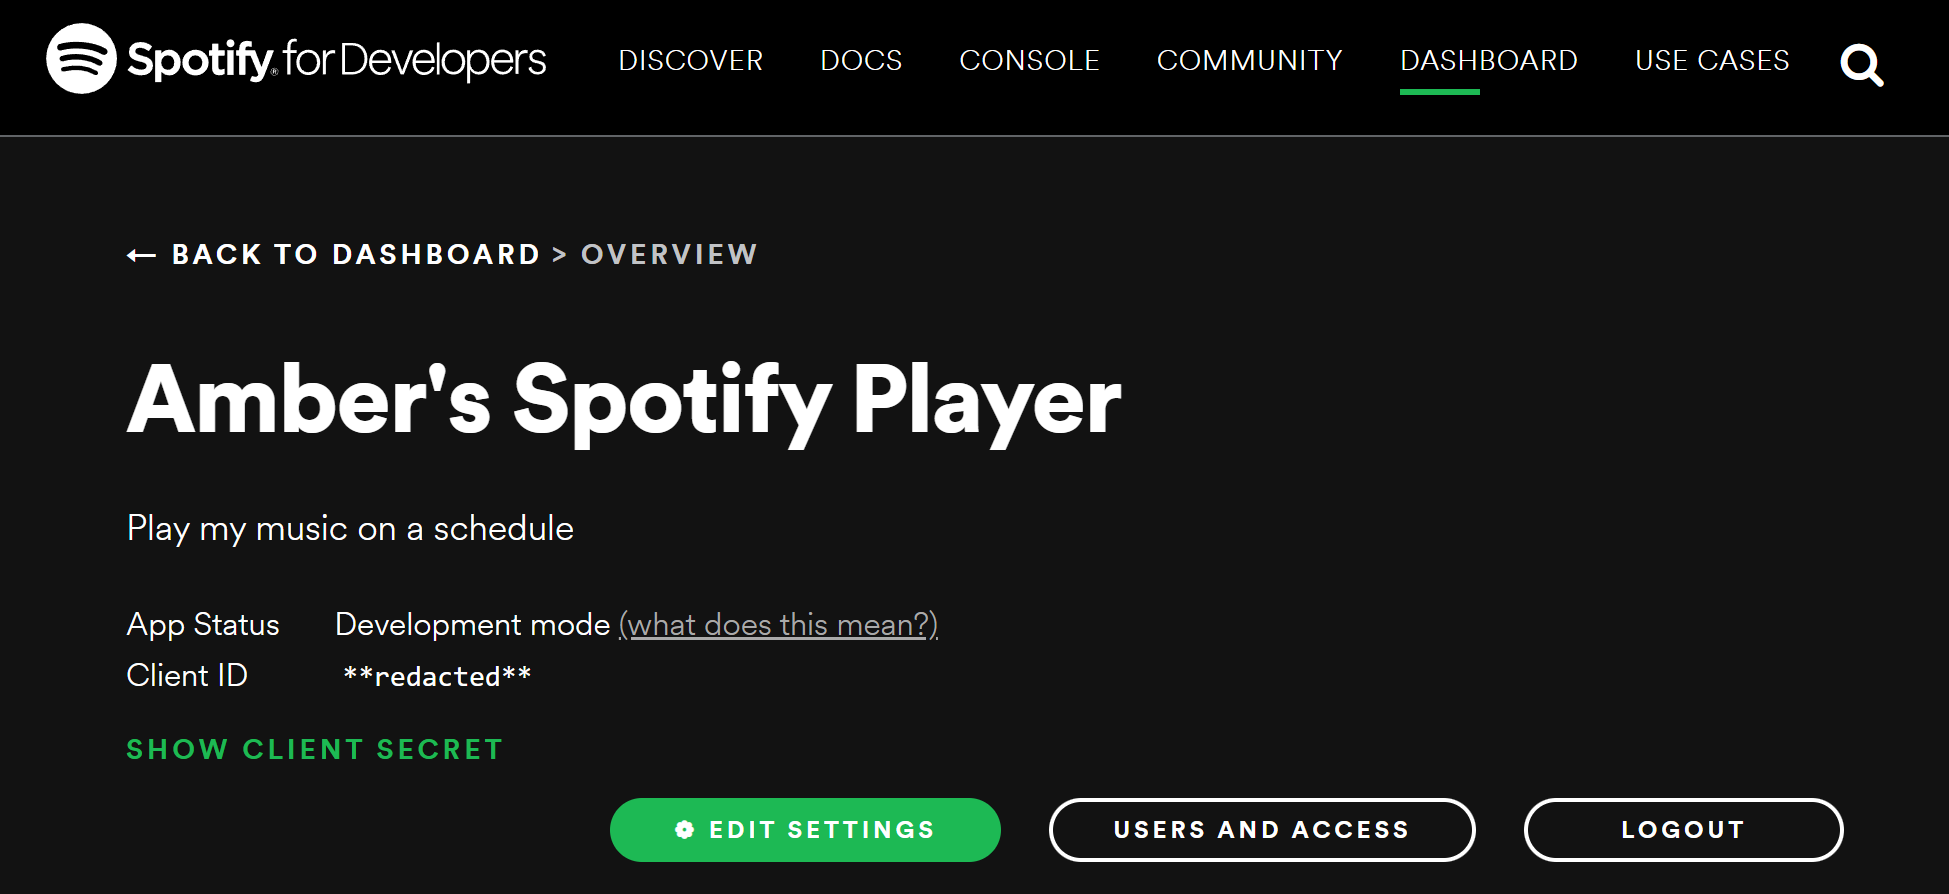 Spotify® for Developers DISCOVER DOCS CONSOLE COMMUNITY DASHBOARD USE CASES
← BACK TO DASHBOARD > OVERVIEW
Amber's Spotify Player
Play my music on a schedule
App Status Development mode (what does this mean?)
Client ID **redacted**
SHOW CLIENT SECRET
EDIT SETTINGS USERS AND ACCESS LOGOUT